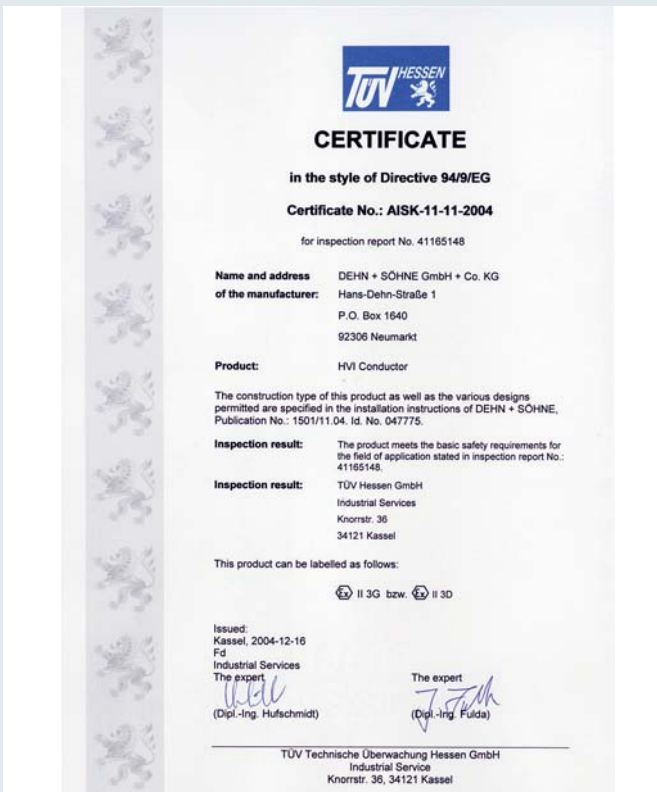 TÜV HESSEN
CERTIFICATE
in the style of Directive 94/9/EG
Certificate No.: AISK-11-11-2004
for inspection report No. 41165148
Name and address DEHN + SÖHNE GmbH + Co. KG
of the manufacturer: Hans-Dehn-Straße 1
P.O. Box 1640
92306 Neumarkt
Product: HVI Conductor
The construction type of this product as well as the various designs
permitted are specified in the installation instructions of DEHN + SÖHNE,
Publication No.: 1501/11.04. Id. No. 047775.
Inspection result: The product meets the basic safety requirements for
the field of application stated in inspection report No.:
41165148.
Inspection result: TÜV Hessen GmbH
Industrial Services
Knorrstr. 36
34121 Kassel
This product can be labelled as follows:
Ex II 3G bzw. Ex II 3D
Issued:
Kassel, 2004-12-16
Fd
Industrial Services
The expert The expert
(Dipl.-Ing. Hufschmidt) (Dipl.-Ing. Fulda)
TÜV Technische Überwachung Hessen GmbH
Industrial Service
Knorrstr. 36, 34121 Kassel